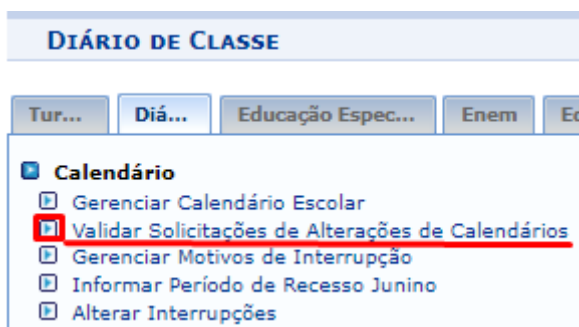 DIÁRIO DE CLASSE
Tur... Diá... Educação Espec... Enem
Calendário
Gerenciar Calendário Escolar
Validar Solicitações de Alterações de Calendários
Gerenciar Motivos de Interrupção
Informar Período de Recesso Junino
Alterar Interrupções